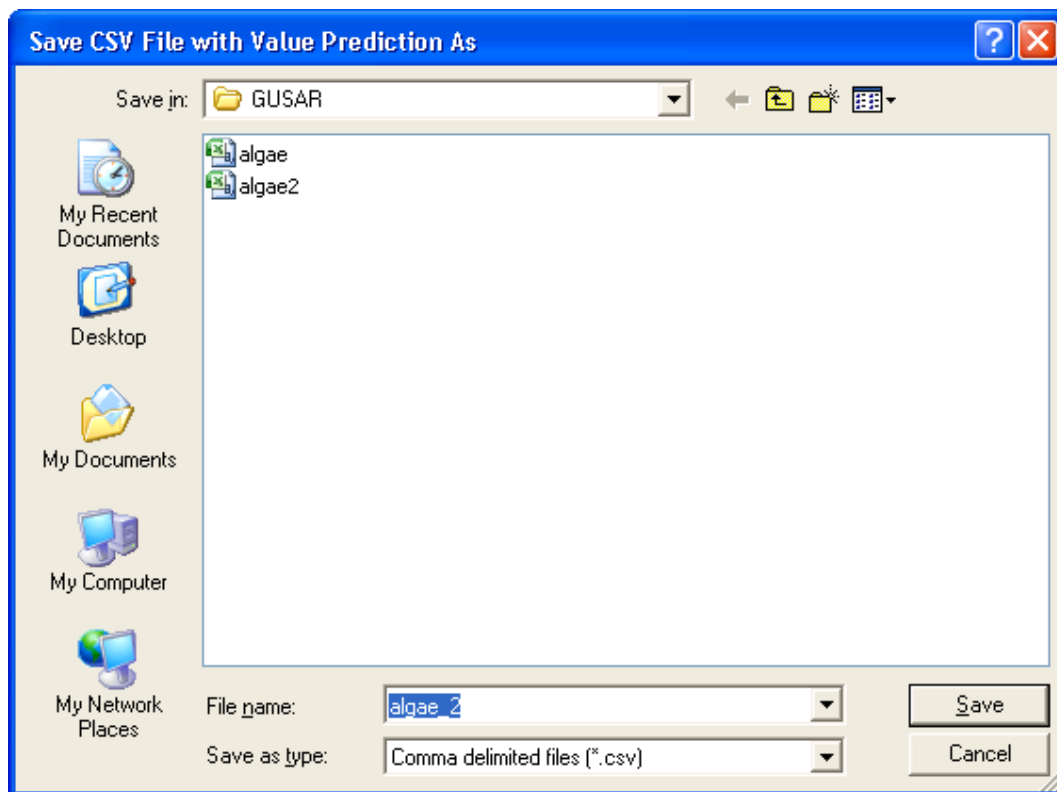 Save CSV File with Value Prediction As
Save in: GUSAR
algae
algae2
My Recent
Documents
Desktop
My Documents
My Computer
My Network
Places
File name: algae_2 Save
Save as type: Comma delimited files (*.csv) Cancel